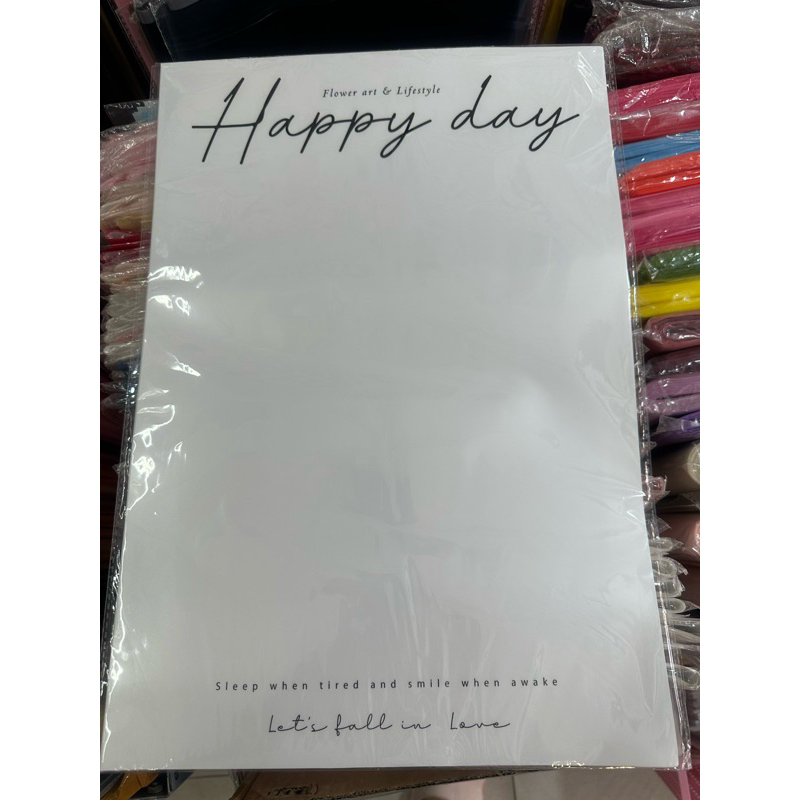 Flower art & Lifestyle
Happy day
Sleep when tired and smile when awake
Let's fall in Love